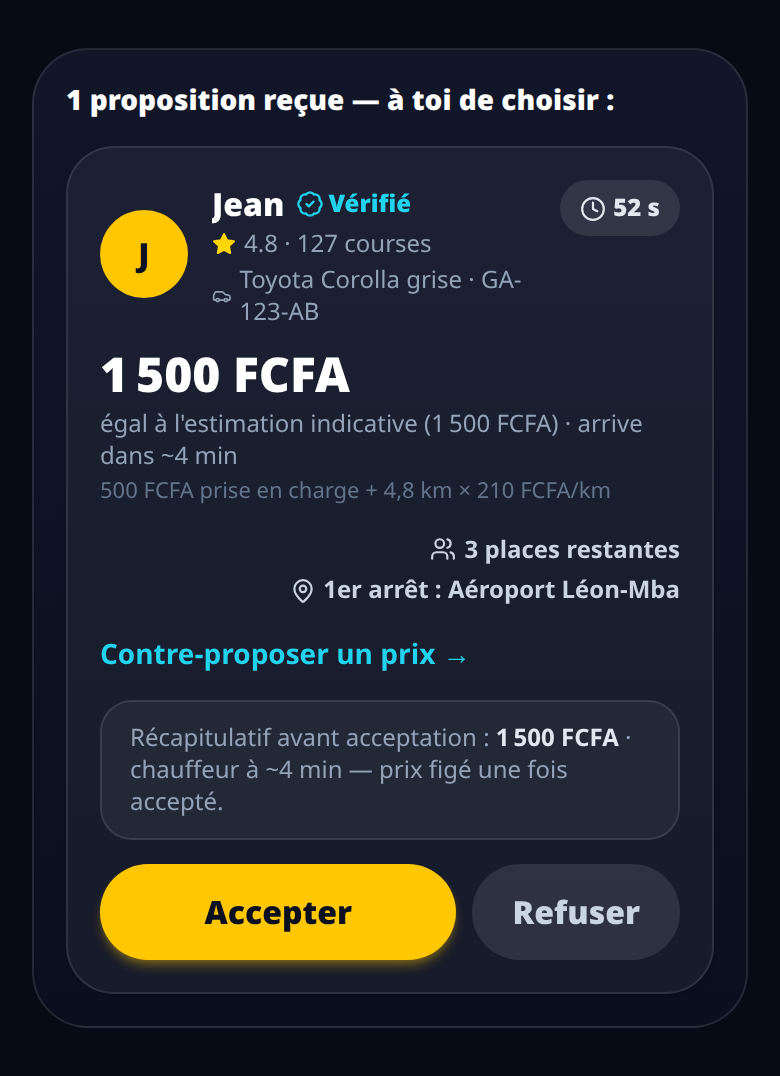 1 proposition reçue — à toi de choisir :
Jean Vérifié
52 s
J
4.8 · 127 courses
Toyota Corolla grise · GA-
123-AB
1 500 FCFA
égal à l'estimation indicative (1 500 FCFA) · arrive
dans ~4 min
500 FCFA prise en charge + 4,8 km × 210 FCFA/km
3 places restantes
1er arrêt : Aéroport Léon-Mba
Contre-proposer un prix →
Récapitulatif avant acceptation : 1 500 FCFA ·
chauffeur à ~4 min — prix figé une fois
accepté.
Accepter
Refuser